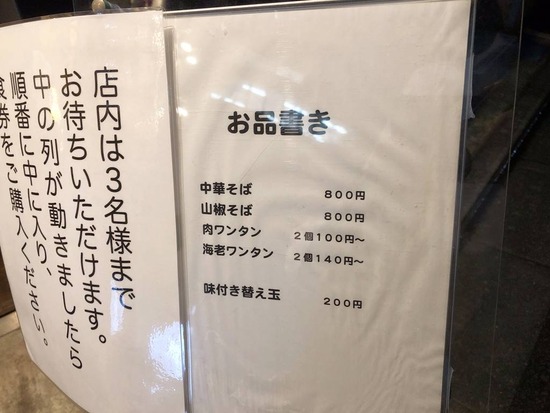 店内は3名様まで
お待ちいただけます。
中の列が動きましたら
順番に中に入り、
食券をご購入ください。
お品書き
中華そば 800円
山椒そば 800円
肉ワンタン 2個100円〜
海老ワンタン 2個140円〜
味付き替え玉 200円